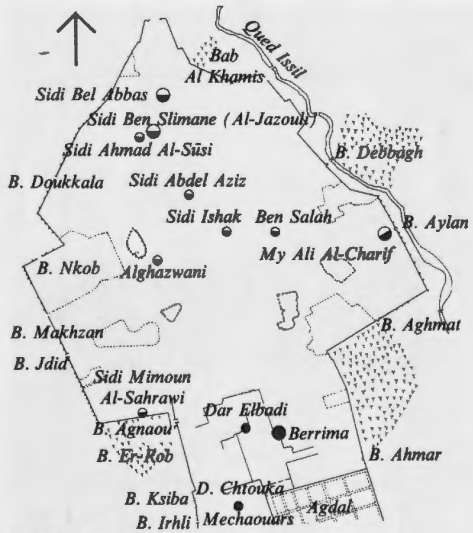 Qued Issil
Bab
Al Khamis
Sidi Bel Abbas
Sidi Ben Slimane (Al-Jazouli
Sidi Ahmad Al-Sūsi
B. Debbagh
B. Doukkala
Sidi Abdel Aziz
Sidi Ishak
Ben Salah
B. Aylan
My Ali Al-Charif
B. Nkob
Alghazwani
B. Makhzan
B. Aghmat
B. Jdid
Sidi Mimoun
Al-Sahrawi
Dar Elbadi
B. Agnaou
Berrima
B. Er-Rob
B. Ahmar
D. Chtouka
B. Ksiba
Agdal
Mechaouars
B. Irhli